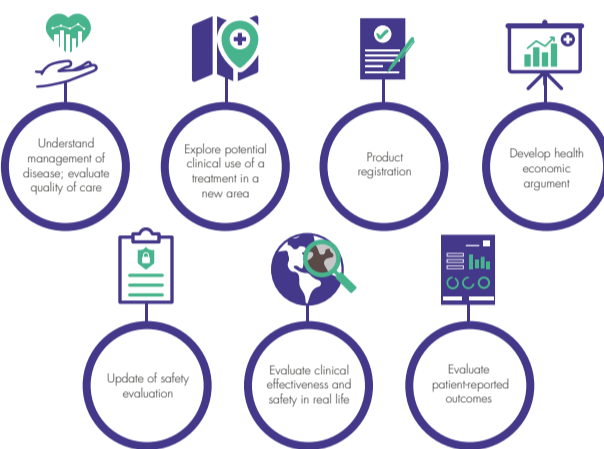 Understand
management of
disease; evaluate
quality of care
Explore potential
clinical use of a
treatment in a
new area
Product
registration
Develop health
economic
argument
Update of safety
evaluation
Evaluate clinical
effectiveness and
safety in real life
Evaluate
patient-reported
outcomes